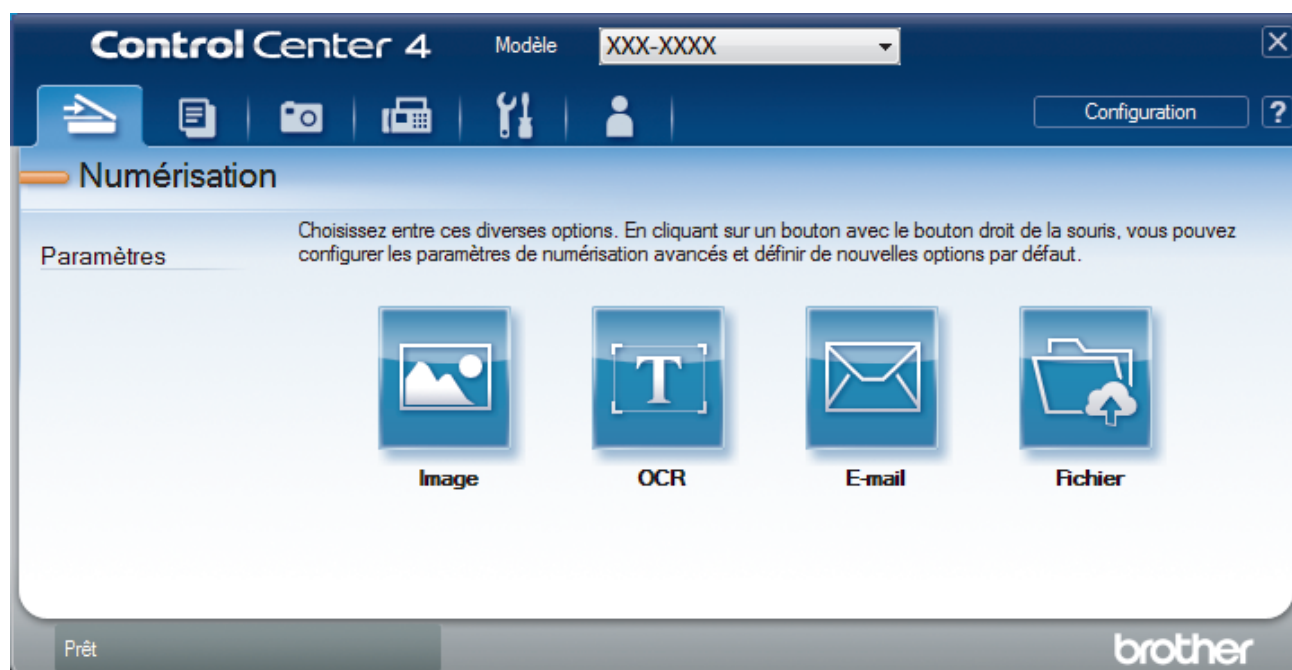 Control Center 4 Modèle XXX-XXXX
Configuration ?
Numérisation
Paramètres
Choisissez entre ces diverses options. En cliquant sur un bouton avec le bouton droit de la souris, vous pouvez
configurer les paramètres de numérisation avancés et définir de nouvelles options par défaut.
T
Image OCR E-mail Fichier
Prêt brother